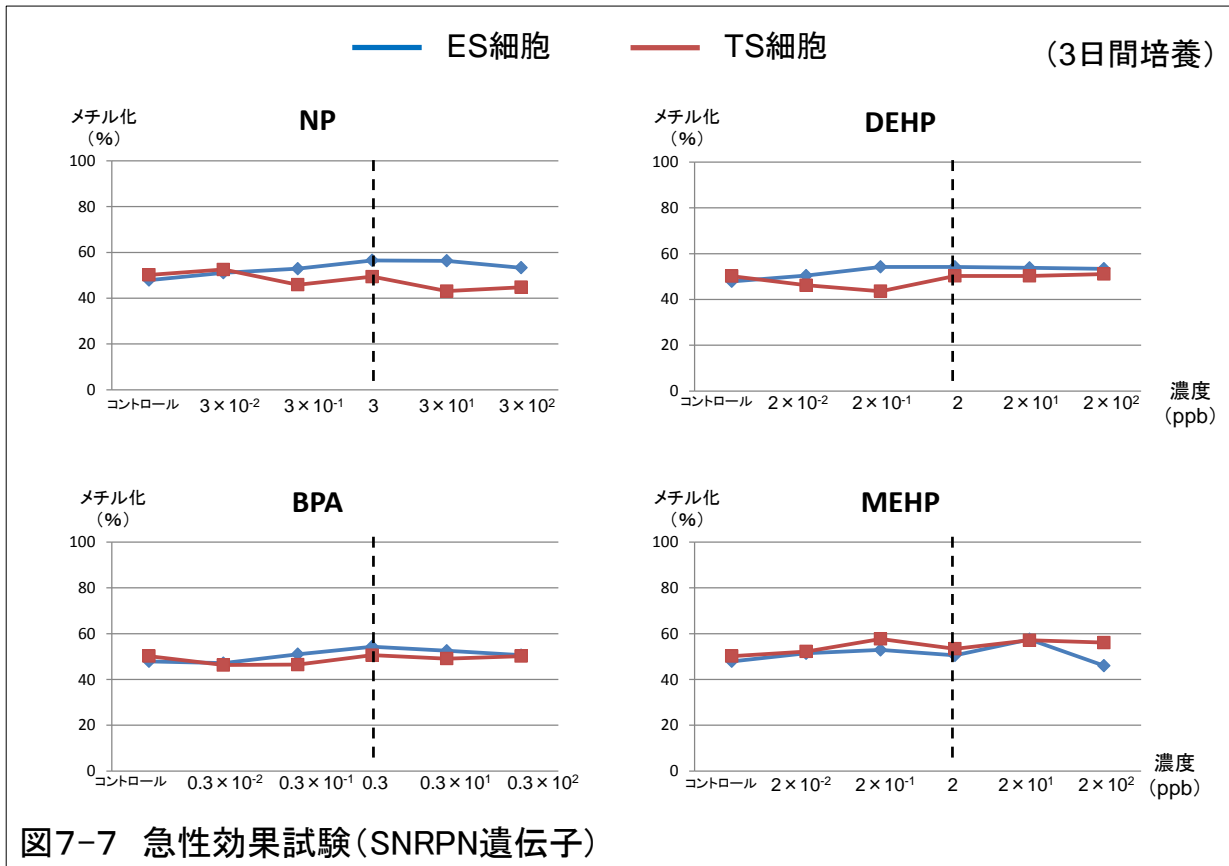 ES細胞 TS細胞 (3日間培養)
メチル化
(%)
NP
100
80
60
40
20
0
コントロール 3×10⁻² 3×10⁻¹ 3 3×10¹ 3×10²
メチル化
(%)
DEHP
100
80
60
40
20
0
コントロール 2×10⁻² 2×10⁻¹ 2 2×10¹ 2×10²
濃度
(ppb)
メチル化
(%)
BPA
100
80
60
40
20
0
コントロール 0.3×10⁻² 0.3×10⁻¹ 0.3 0.3×10¹ 0.3×10²
メチル化
(%)
MEHP
100
80
60
40
20
0
コントロール 2×10⁻² 2×10⁻¹ 2 2×10¹ 2×10²
濃度
(ppb)
図7-7 急性効果試験(SNRPN遺伝子)